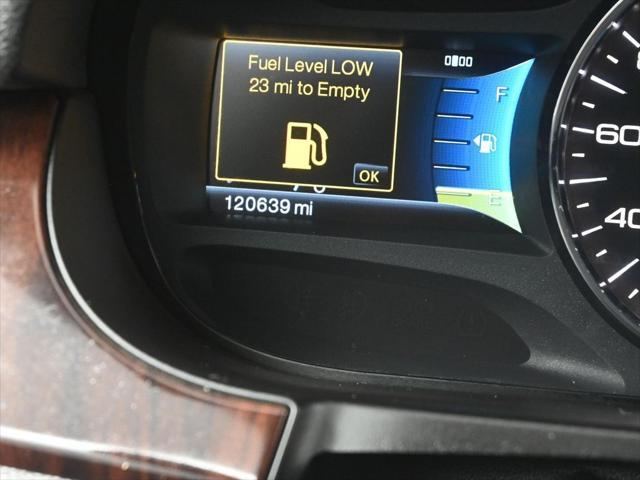 Fuel Level LOW
23 mi to Empty
OK
F
E
120639 mi
60
40